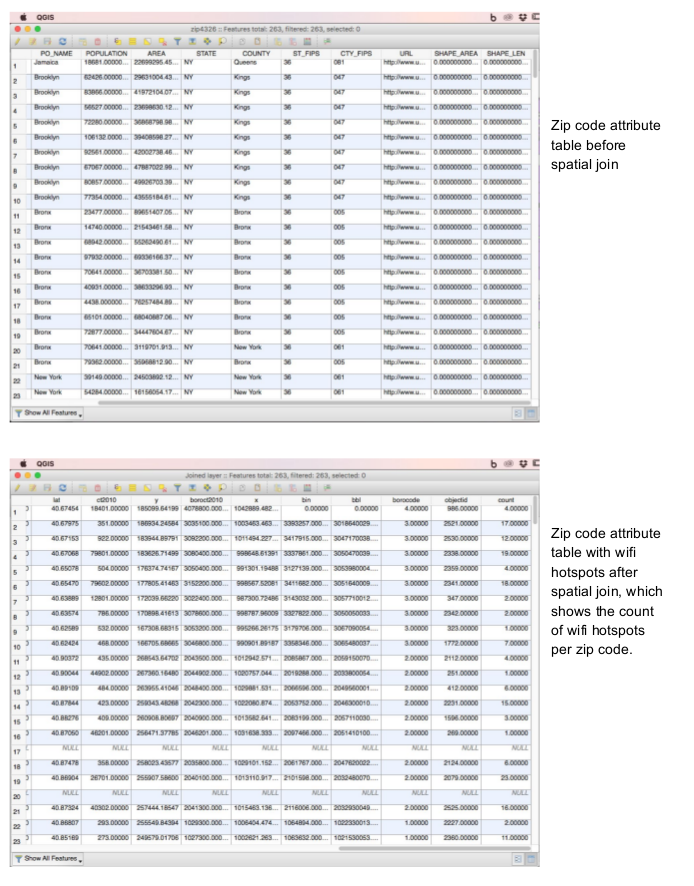 QGIS
zip4326 :: Features total: 263, filtered: 263, selected: 0
PO_NAME POPULATION AREA STATE COUNTY ST_FIPS CTY_FIPS URL SHAPE_AREA SHAPE_LEN
1 Jamaica 18681.00000... 22699295.45... NY Queens 36 081 http://www.u... 0.000000000... 0.000000000...
2 Brooklyn 62426.00000... 29631004.43... NY Kings 36 047 http://www.u... 0.000000000... 0.000000000...
3 Brooklyn 83866.00000... 41972104.07... NY Kings 36 047 http://www.u... 0.000000000... 0.000000000...
4 Brooklyn 56527.00000... 23698630.12... NY Kings 36 047 http://www.u... 0.000000000... 0.000000000...
5 Brooklyn 72280.00000... 36868798.98... NY Kings 36 047 http://www.u... 0.000000000... 0.000000000...
6 Brooklyn 106132.0000... 39408598.27... NY Kings 36 047 http://www.u... 0.000000000... 0.000000000...
7 Brooklyn 92561.00000... 42002738.46... NY Kings 36 047 http://www.u... 0.000000000... 0.000000000...
8 Brooklyn 67067.00000... 47887022.99... NY Kings 36 047 http://www.u... 0.000000000... 0.000000000...
9 Brooklyn 80857.00000... 49926703.39... NY Kings 36 047 http://www.u... 0.000000000... 0.000000000...
10 Brooklyn 77354.00000... 43555184.61... NY Kings 36 047 http://www.u... 0.000000000... 0.000000000...
11 Bronx 23477.00000... 89651407.05... NY Bronx 36 005 http://www.u... 0.000000000... 0.000000000...
12 Bronx 14740.00000... 21543461.58... NY Bronx 36 005 http://www.u... 0.000000000... 0.000000000...
13 Bronx 68942.00000... 55262490.61... NY Bronx 36 005 http://www.u... 0.000000000... 0.000000000...
14 Bronx 97932.00000... 69336166.37... NY Bronx 36 005 http://www.u... 0.000000000... 0.000000000...
15 Bronx 70641.00000... 36703381.50... NY Bronx 36 005 http://www.u... 0.000000000... 0.000000000...
16 Bronx 40931.00000... 38633296.93... NY Bronx 36 005 http://www.u... 0.000000000... 0.000000000...
17 Bronx 4438.000000... 76257484.89... NY Bronx 36 005 http://www.u... 0.000000000... 0.000000000...
18 Bronx 65101.00000... 68040887.06... NY Bronx 36 005 http://www.u... 0.000000000... 0.000000000...
19 Bronx 72677.00000... 34447604.67... NY Bronx 36 005 http://www.u... 0.000000000... 0.000000000...
20 Bronx 70641.00000... 3119701.913... NY New York 36 061 http://www.u... 0.000000000... 0.000000000...
21 Bronx 79362.00000... 35968812.90... NY Bronx 36 005 http://www.u... 0.000000000... 0.000000000...
22 New York 39149.00000... 24503892.12... NY New York 36 061 http://www.u... 0.000000000... 0.000000000...
23 New York 54284.00000... 16156054.17... NY New York 36 061 http://www.u... 0.000000000... 0.000000000...
Show All Features
Zip code attribute
table before
spatial join
QGIS
Joined layer :: Features total: 263, filtered: 263, selected: 0
lat ct2010 y boroct2010 x bin bbl borocode objectid count
1 40.67454 18401.00000 185099.64199 4078800.000... 1042889.482... 0.00000 0.00000 4.00000 986.00000 4.00000
2 40.67975 351.00000 186934.24584 3035100.000... 1003463.463... 3393257.000... 3018640029.... 3.00000 2521.00000 17.00000
3 40.67153 922.00000 183944.89791 3092200.000... 1011494.227... 3417915.000... 3047170038.... 3.00000 2530.00000 12.00000
4 40.67068 79801.00000 183626.71499 3080400.000... 998648.61391 3337861.000... 3050470039.... 3.00000 2338.00000 19.00000
5 40.65078 504.00000 176374.74167 3050400.000... 991301.19488 3127139.000... 3053980004.... 3.00000 2359.00000 4.00000
6 40.65470 79602.00000 177805.41463 3152200.000... 998567.52081 3411682.000... 3051640009.... 3.00000 2341.00000 18.00000
7 40.63889 12801.00000 172039.66220 3022400.000... 987300.72486 3143032.000... 3057710012.... 3.00000 347.00000 2.00000
8 40.63574 786.00000 170898.41613 3078600.000... 998787.96009 3327822.000... 3050050033.... 3.00000 2342.00000 2.00000
9 40.62589 532.00000 167308.68315 3053200.000... 995266.26175 3179706.000... 3067090054.... 3.00000 323.00000 1.00000
10 40.62424 468.00000 166705.68665 3046800.000... 990901.89187 3358346.000... 3065480037.... 3.00000 1772.00000 7.00000
11 40.90372 435.00000 268543.64702 2043500.000... 1012942.571... 2085867.000... 2059150070.... 2.00000 2112.00000 4.00000
12 40.90044 44902.00000 267360.16480 2044902.000... 1020757.044... 2019286.000... 2033800054.... 2.00000 251.00000 1.00000
13 40.89109 484.00000 263955.41046 2048400.000... 1029881.531... 2066596.000... 2049560001.... 2.00000 412.00000 6.00000
14 40.87844 423.00000 259343.48268 2042300.000... 1022080.874... 2053752.000... 2046300010.... 2.00000 2231.00000 15.00000
15 40.88276 409.00000 260908.80697 2040900.000... 1013582.641... 2083199.000... 2057110030.... 2.00000 1596.00000 3.00000
16 40.87050 46201.00000 256471.37785 2046201.000... 1031638.333... 2097466.000... 2051410100.... 2.00000 269.00000 1.00000
17 NULL NULL NULL NULL NULL NULL NULL NULL NULL NULL
18 40.87478 358.00000 258023.43577 2035800.000... 1029101.152... 2061767.000... 2047620022.... 2.00000 2124.00000 6.00000
19 40.86904 26701.00000 255907.58600 2040100.000... 1013110.917... 2101598.000... 2032480070.... 2.00000 2079.00000 23.00000
20 NULL NULL NULL NULL NULL NULL NULL NULL NULL NULL
21 40.87324 40302.00000 257444.18547 2041300.000... 1015463.136... 2116006.000... 2032930049.... 2.00000 2525.00000 16.00000
22 40.86807 293.00000 255549.84394 1029300.000... 1006404.474... 1064894.000... 1022330013.... 1.00000 2227.00000 2.00000
23 40.85169 273.00000 249579.01706 1027300.000... 1002621.263... 1063632.000... 1021530053.... 1.00000 2360.00000 11.00000
Show All Features
Zip code attribute
table with wifi
hotspots after
spatial join, which
shows the count
of wifi hotspots
per zip code.